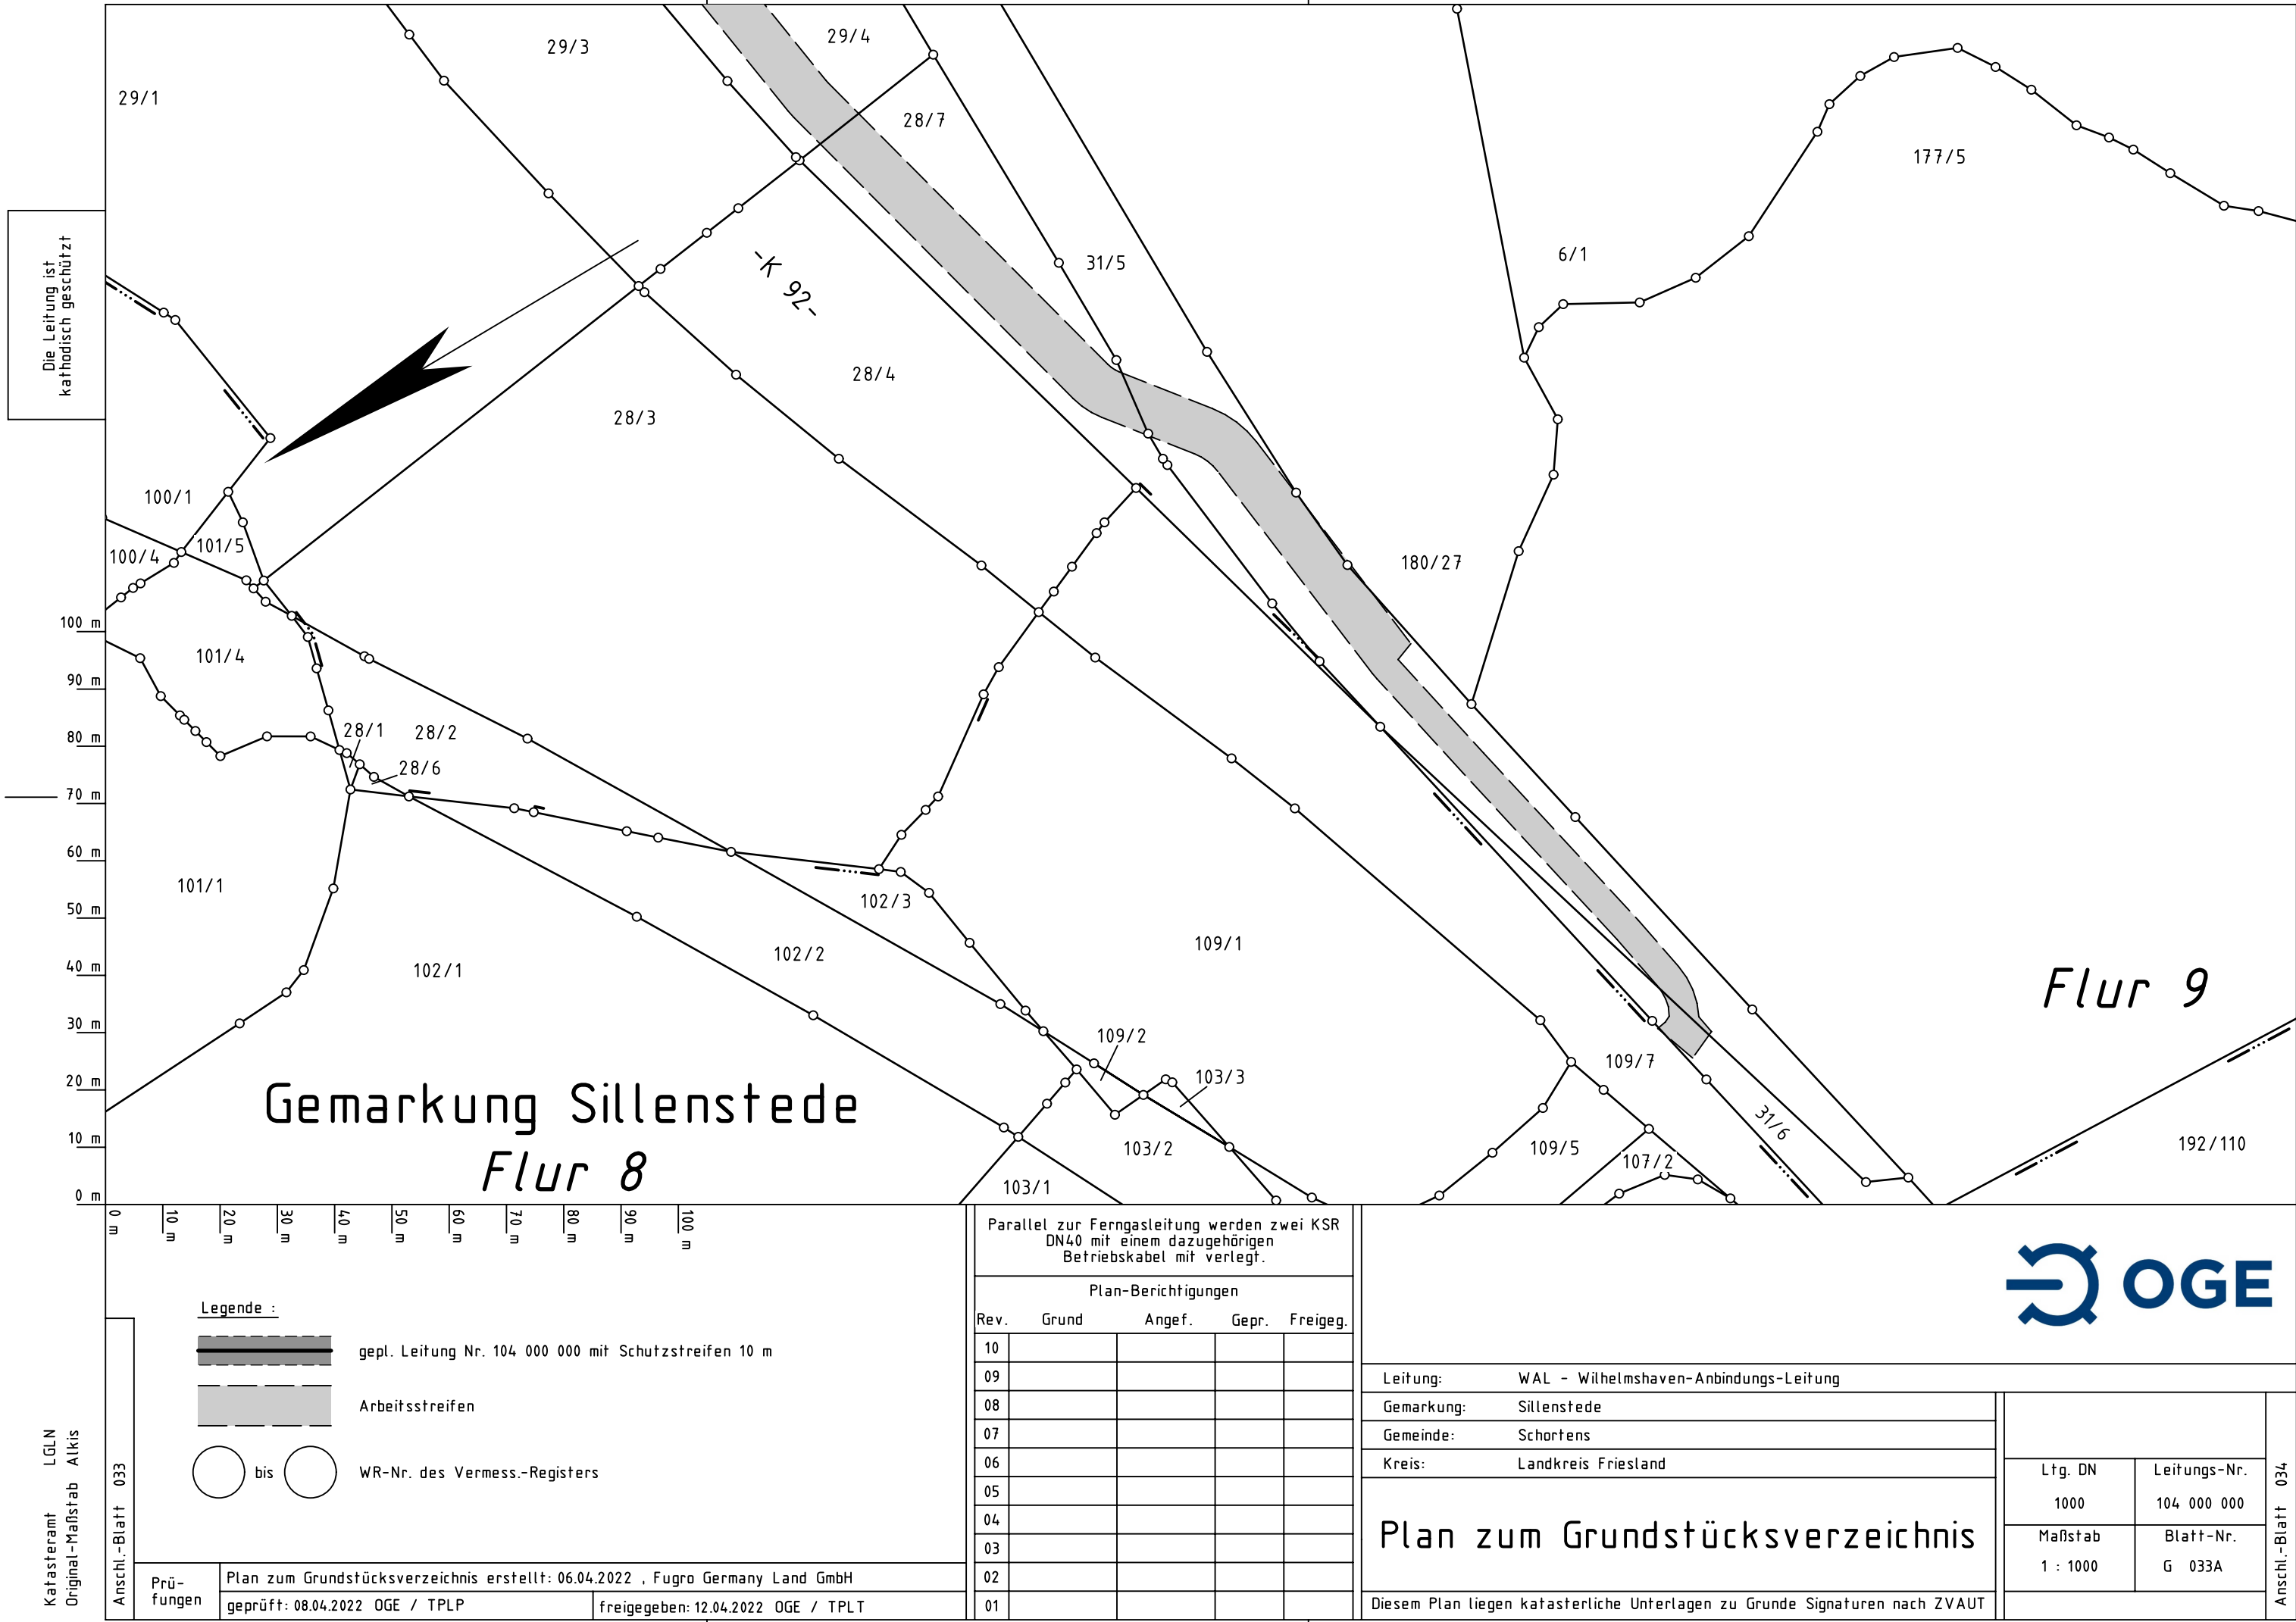 29/1
29/3
29/4
28/7
177/5
Die Leitung ist
kathodisch geschützt
-K 92-
31/5
6/1
28/4
28/3
100/1
101/5
100/4
180/27
100 m
101/4
90 m
28/1
28/2
80 m
28/6
70 m
60 m
101/1
102/3
50 m
109/1
102/2
40 m
102/1
Flur 9
30 m
109/2
109/7
20 m
103/3
Gemarkung Sillenstede
31/6
10 m
103/2
109/5
107/2
192/110
Flur 8
103/1
0 m
0 m
10 m
20 m
30 m
40 m
50 m
60 m
70 m
80 m
90 m
100 m
Legende :
gepl. Leitung Nr. 104 000 000 mit Schutzstreifen 10 m
Arbeitsstreifen
bis
WR-Nr. des Vermess.-Registers
Katasteramt LGLN
Original-Maßstab Alkis
Anschl.-Blatt 033
Prü-
fungen
Plan zum Grundstücksverzeichnis erstellt: 06.04.2022 , Fugro Germany Land GmbH
geprüft: 08.04.2022 OGE / TPLP
freigegeben: 12.04.2022 OGE / TPLT
Parallel zur Ferngasleitung werden zwei KSR
DN40 mit einem dazugehörigen
Betriebskabel mit verlegt.
Plan-Berichtigungen
Rev. Grund Angef. Gepr. Freigeg.
10
09
08
07
06
05
04
03
02
01
OGE
Leitung: WAL - Wilhelmshaven-Anbindungs-Leitung
Gemarkung: Sillenstede
Gemeinde: Schortens
Kreis: Landkreis Friesland
Plan zum Grundstücksverzeichnis
Diesem Plan liegen katasterliche Unterlagen zu Grunde Signaturen nach ZVAUT
Ltg. DN
1000
Leitungs-Nr.
104 000 000
Maßstab
1 : 1000
Blatt-Nr.
G 033A
Anschl.-Blatt 034